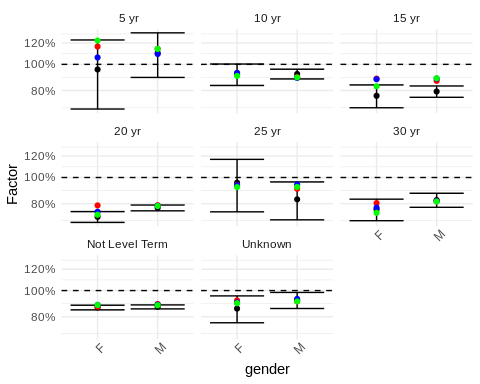 5 yr 10 yr 15 yr
120%
100%
80%
20 yr 25 yr 30 yr
120%
100%
80%
Factor
F M
Not Level Term Unknown
120%
100%
80%
F M F M
gender